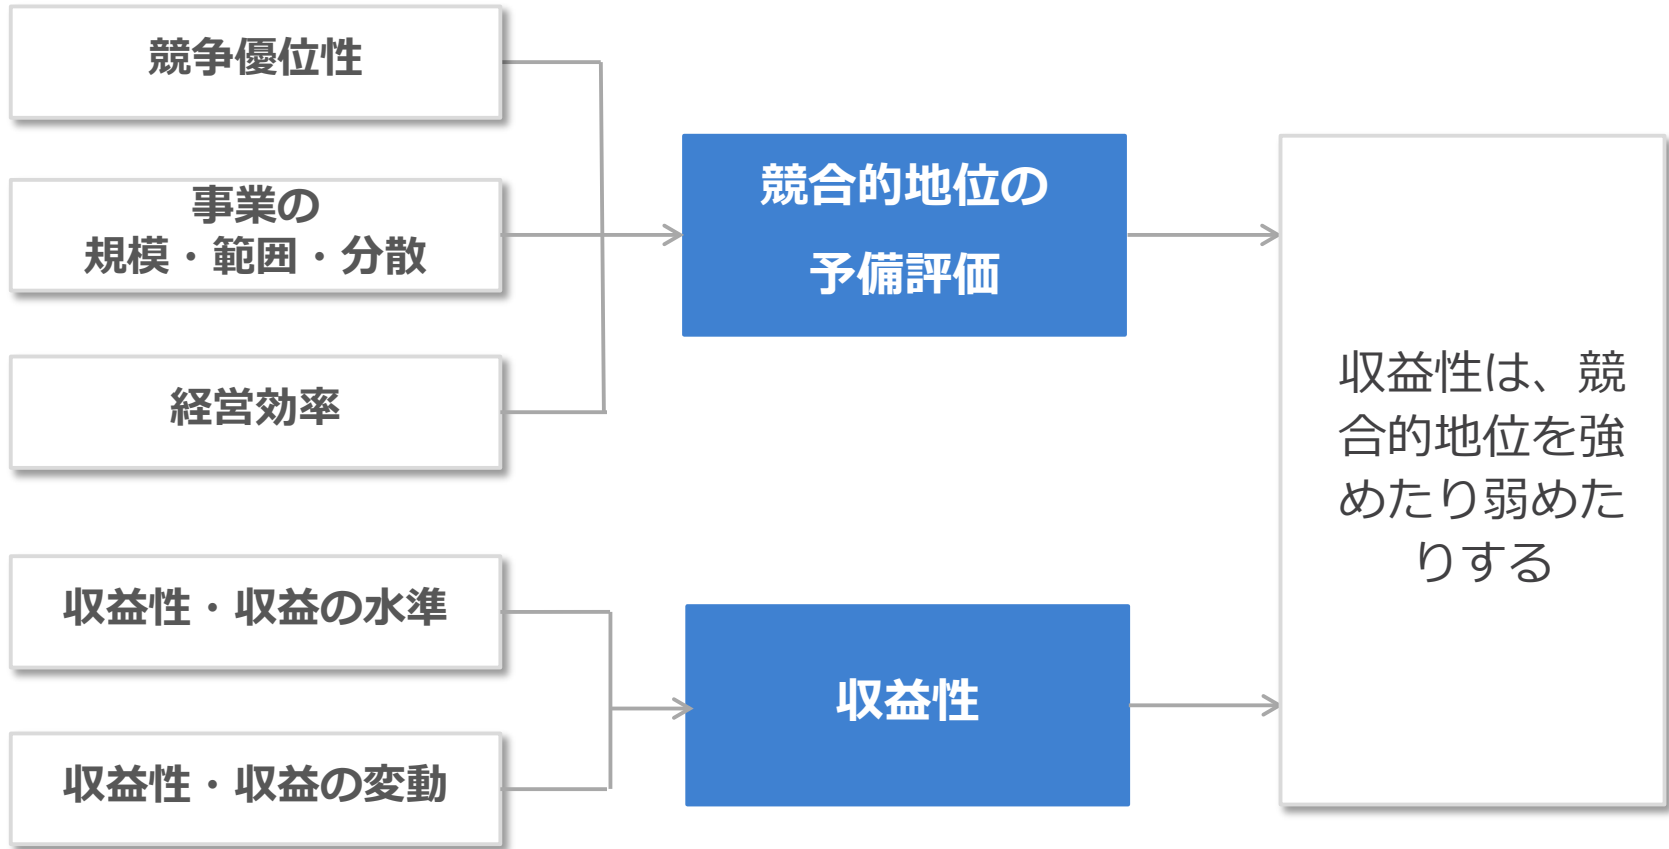 競争優位性
事業の
規模・範囲・分散
経営効率
競合的地位の
予備評価
収益性・収益の水準
収益性・収益の変動
収益性
収益性は、競
合的地位を強
めたり弱めた
りする